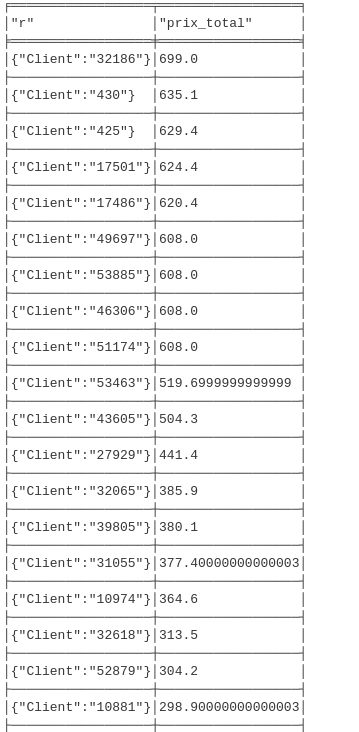 "r" "prix_total"
{"Client":"32186"} 699.0
{"Client":"430"} 635.1
{"Client":"425"} 629.4
{"Client":"17501"} 624.4
{"Client":"17486"} 620.4
{"Client":"49697"} 608.0
{"Client":"53885"} 608.0
{"Client":"46306"} 608.0
{"Client":"51174"} 608.0
{"Client":"53463"} 519.6999999999999
{"Client":"43605"} 504.3
{"Client":"27929"} 441.4
{"Client":"32065"} 385.9
{"Client":"39805"} 380.1
{"Client":"31055"} 377.40000000000003
{"Client":"10974"} 364.6
{"Client":"32618"} 313.5
{"Client":"52879"} 304.2
{"Client":"10881"} 298.90000000000003